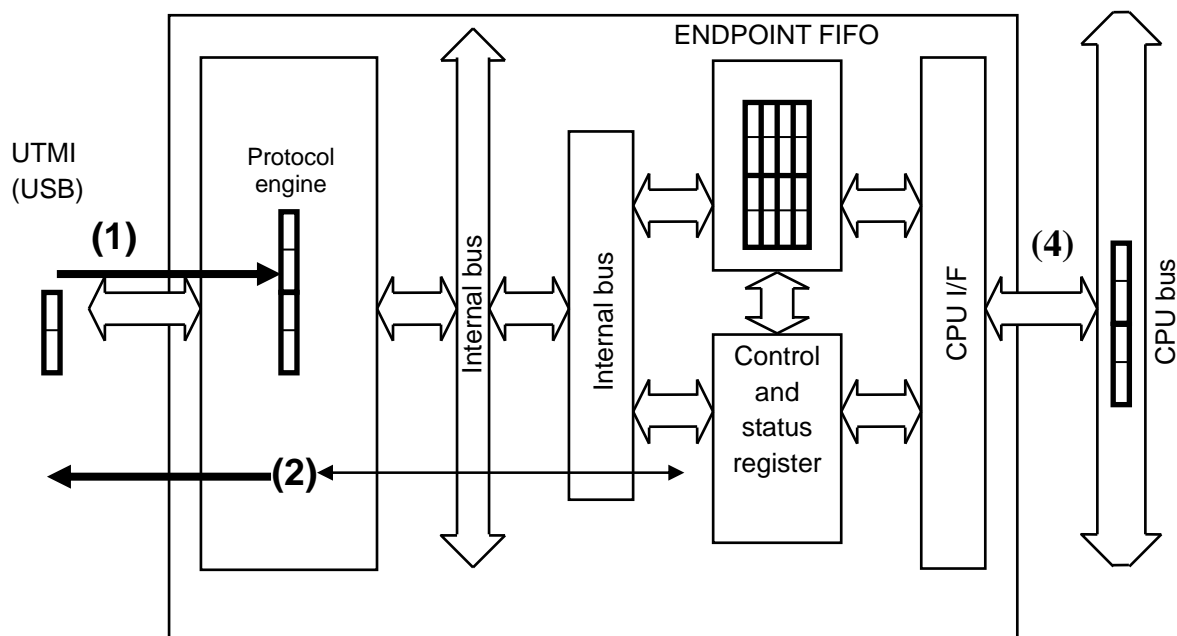 ENDPOINT FIFO
UTMI
(USB)
Protocol
engine
(1)
(2)
Internal bus
Internal bus
Control
and
status
register
CPU I/F
(4)
CPU bus